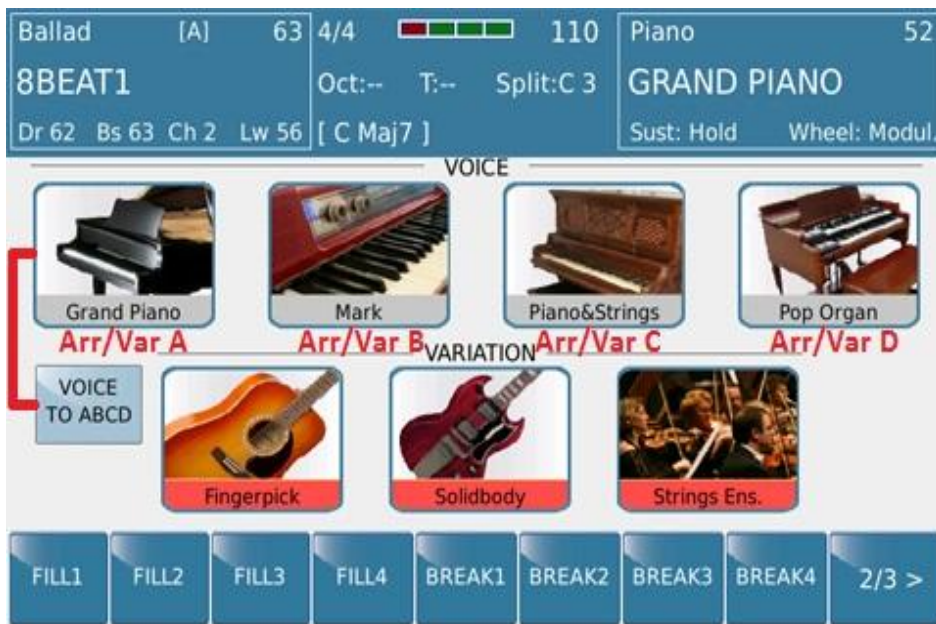 Ballad [A] 63 4/4 110 Piano 52
8BEAT1 Oct:-- T:-- Split:C 3 GRAND PIANO
Dr 62 Bs 63 Ch 2 Lw 56 [ C Maj7 ] Sust: Hold Wheel: Modul.
VOICE
Grand Piano Mark Piano&Strings Pop Organ
Arr/Var A Arr/Var B Arr/Var C Arr/Var D
VARIATION
VOICE
TO ABCD
Fingerpick Solidbody Strings Ens.
FILL1 FILL2 FILL3 FILL4 BREAK1 BREAK2 BREAK3 BREAK4 2/3 >